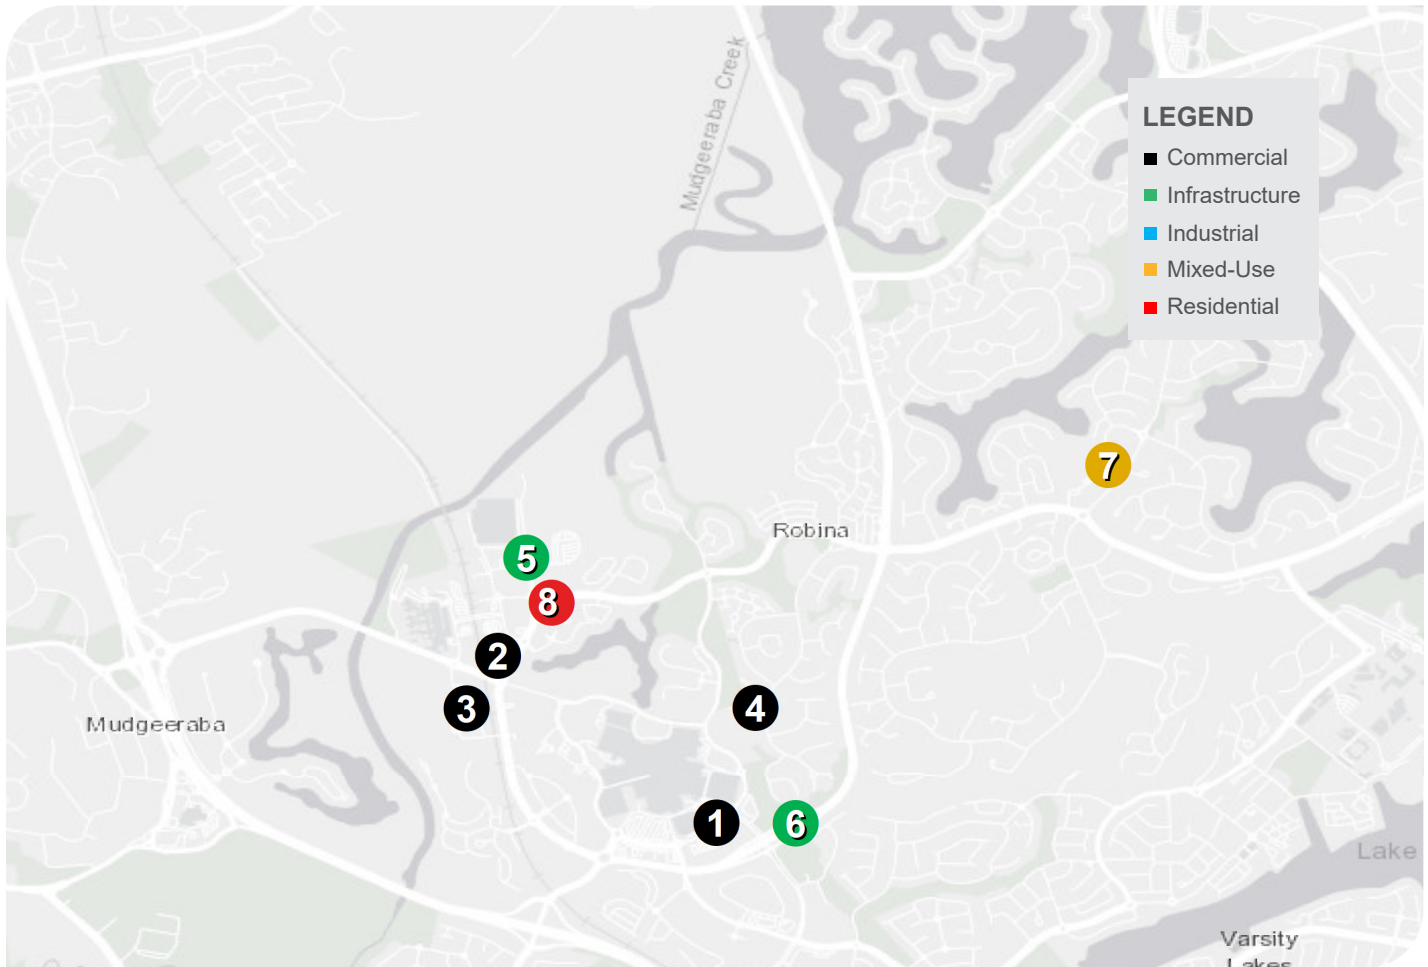 Mudgeeraba Creek
LEGEND
Commercial
Infrastructure
Industrial
Mixed-Use
Residential
7
Robina
5
8
2
3
4
Mudgeeraba
1
6
Lake
Varsity
Lakes